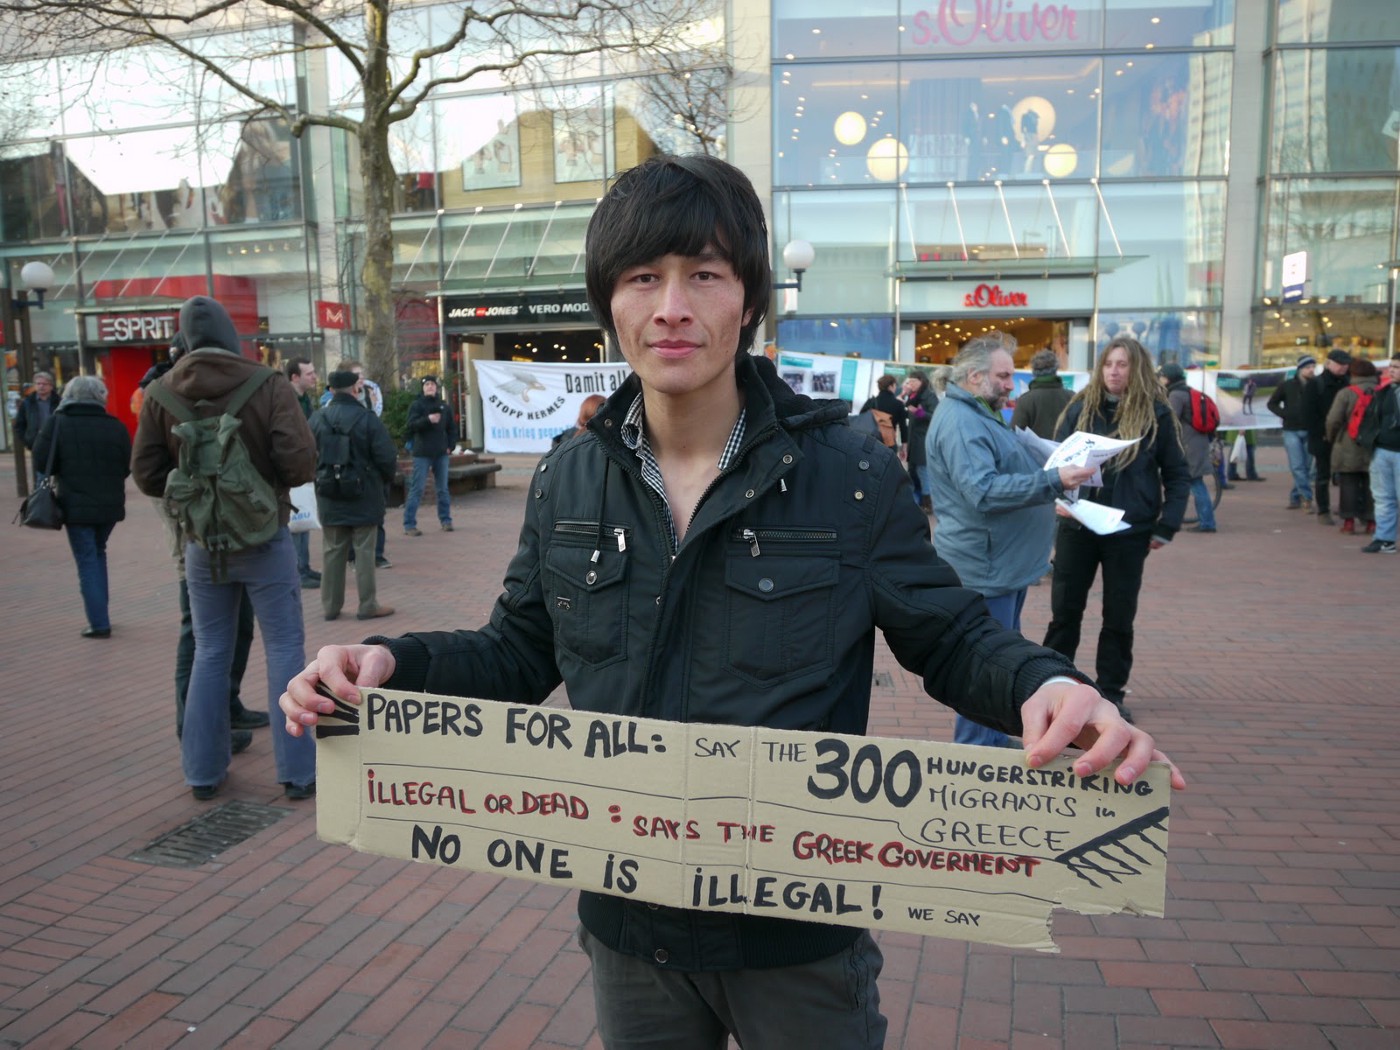 s.Oliver
s.Oliver
ESPRIT
JACK JONES VERO MOD
Damit all
STOPP HERMES
Kein Krieg gegen
PAPERS FOR ALL: SAY THE 300 HUNGERSTRiKING
MiGRANTS in
GREECE
iLLEGAL OR DEAD : SAYS THE GREEK GOVERMENT
NO ONE iS iLLEGAL! WE SAY